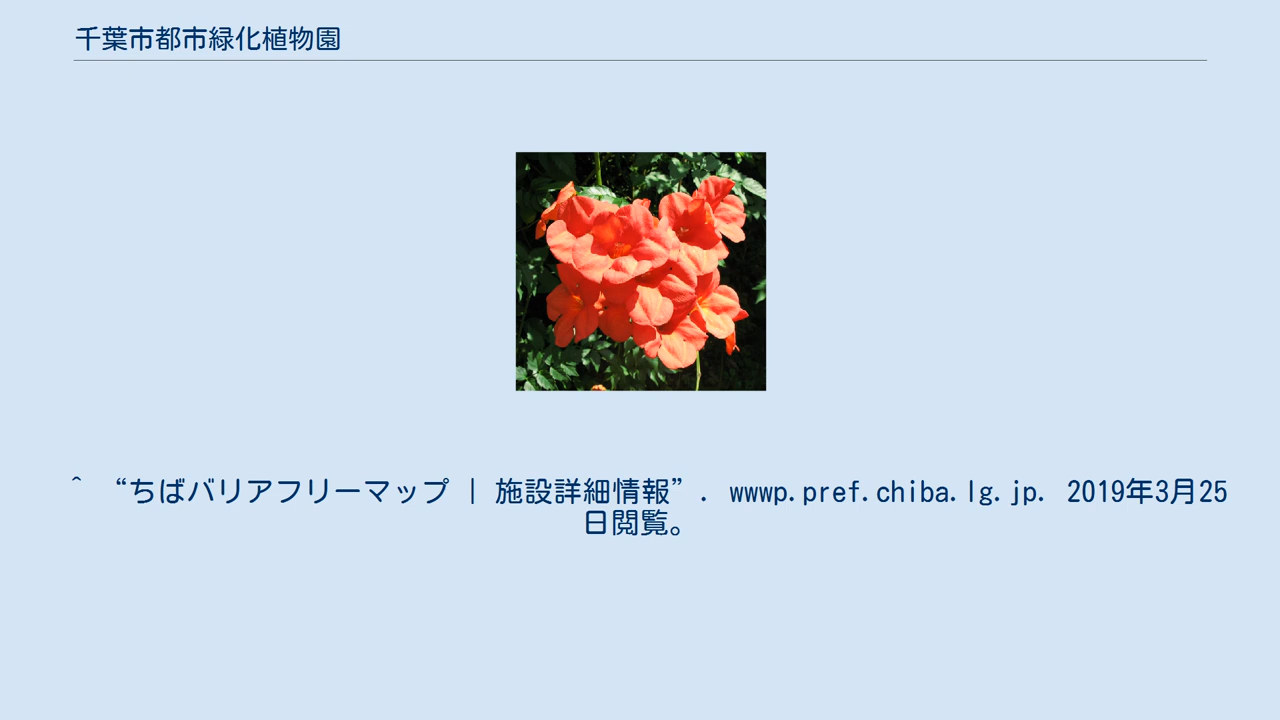 千葉市都市緑化植物園
^ “ちばバリアフリーマップ | 施設詳細情報”. wwwp.pref.chiba.lg.jp. 2019年3月25
日閲覧。